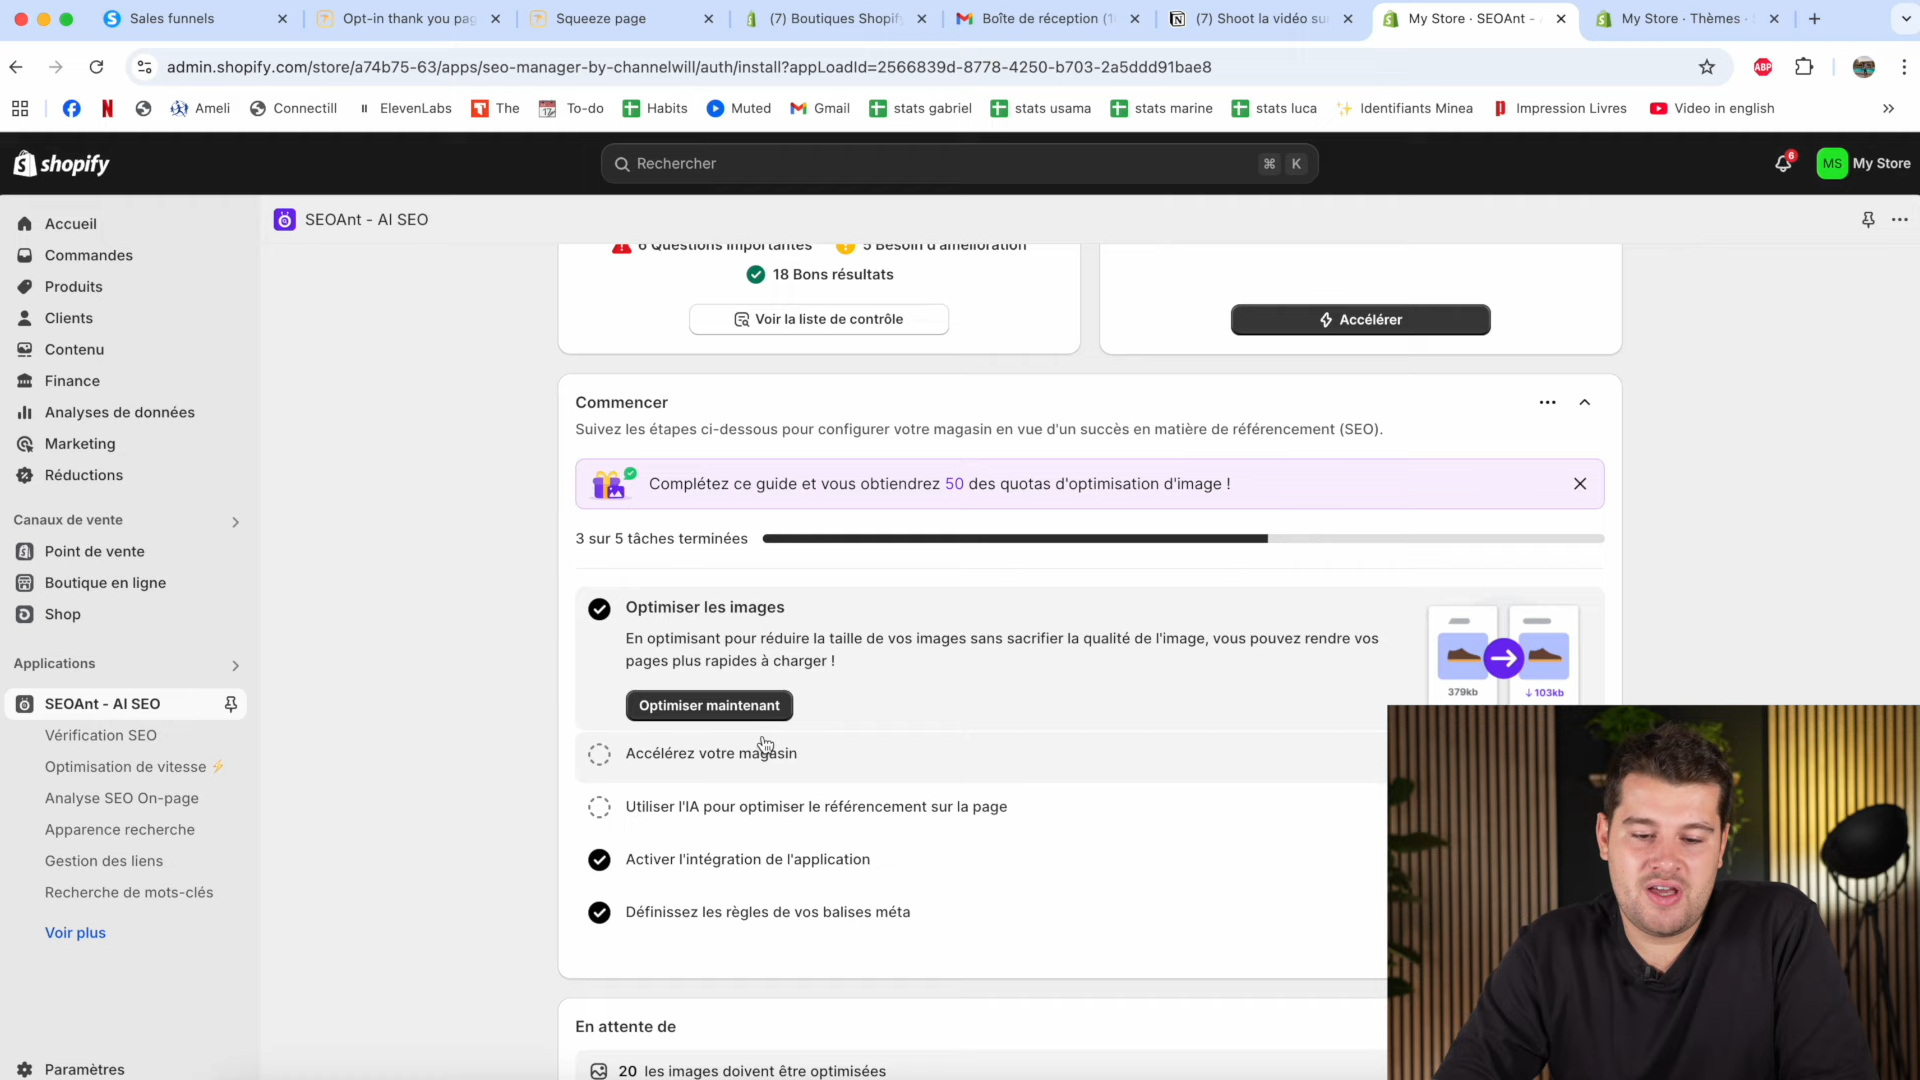 Sales funnels
Opt-in thank you pag
Squeeze page
(7) Boutiques Shopify
Boîte de réception (1
(7) Shoot la vidéo su
My Store · SEOAnt -
My Store · Thèmes ·
admin.shopify.com/store/a74b75-63/apps/seo-manager-by-channelwill/auth/install?appLoadId=2566839d-8778-4250-b703-2a5ddd91bae8
ABP
Ameli
Connectill
ElevenLabs
The
To-do
Habits
Muted
Gmail
stats gabriel
stats usama
stats marine
stats luca
Identifiants Minea
Impression Livres
Video in english
shopify
Rechercher
⌘ K
6
MS
My Store
SEOAnt - AI SEO
Accueil
Commandes
Produits
Clients
Contenu
Finance
Analyses de données
Marketing
Réductions
Canaux de vente
Point de vente
Boutique en ligne
Shop
Applications
SEOAnt - AI SEO
Vérification SEO
Optimisation de vitesse ⚡
Analyse SEO On-page
Apparence recherche
Gestion des liens
Recherche de mots-clés
Voir plus
Paramètres
6 Questions importantes
5 Besoin d'amélioration
18 Bons résultats
Voir la liste de contrôle
Accélérer
Commencer
Suivez les étapes ci-dessous pour configurer votre magasin en vue d'un succès en matière de référencement (SEO).
Complétez ce guide et vous obtiendrez 50 des quotas d'optimisation d'image !
3 sur 5 tâches terminées
Optimiser les images
En optimisant pour réduire la taille de vos images sans sacrifier la qualité de l'image, vous pouvez rendre vos
pages plus rapides à charger !
Optimiser maintenant
379kb
↓103kb
Accélérez votre magasin
Utiliser l'IA pour optimiser le référencement sur la page
Activer l'intégration de l'application
Définissez les règles de vos balises méta
En attente de
20 les images doivent être optimisées